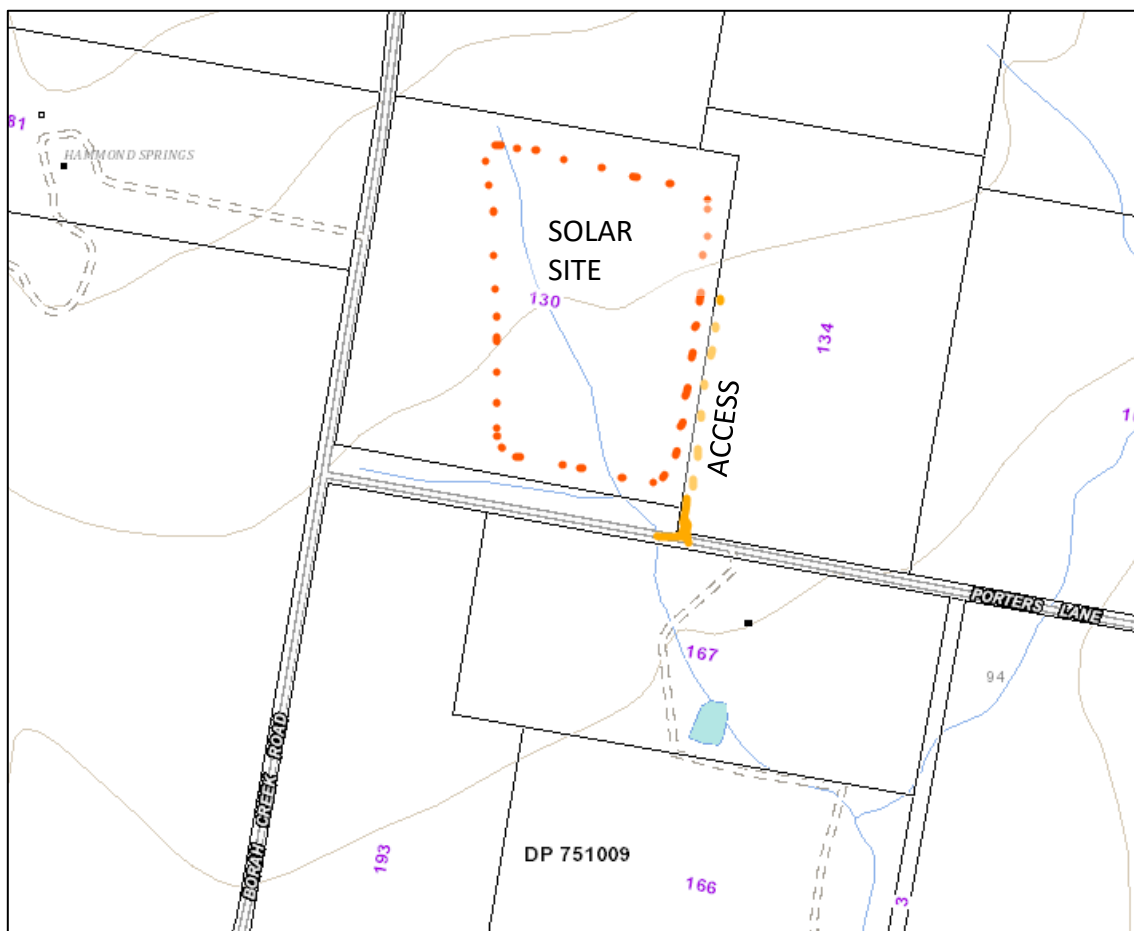 81
HAMMOND SPRINGS
SOLAR
SITE
130
134
ACCESS
PORTERS LANE
167
94
BORAH CREEK ROAD
DP 751009
193
166
3